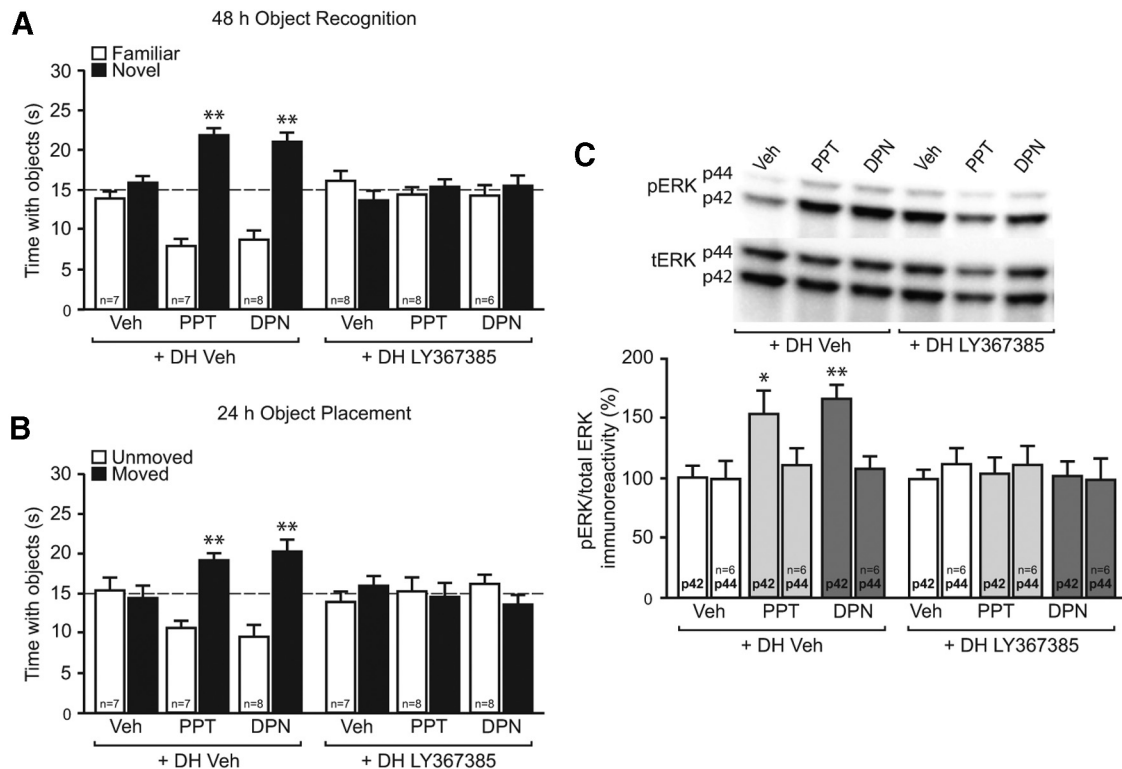 A
48 h Object Recognition
Familiar
Novel
Time with objects (s)
30
25
20
15
10
5
0
** **
n=7 n=7 n=8 n=8 n=8 n=6
Veh PPT DPN Veh PPT DPN
+ DH Veh + DH LY367385
B
24 h Object Placement
Unmoved
Moved
Time with objects (s)
30
25
20
15
10
5
0
** **
n=7 n=7 n=8 n=7 n=8 n=8
Veh PPT DPN Veh PPT DPN
+ DH Veh + DH LY367385
C
Veh PPT DPN Veh PPT DPN
pERK p44
p42
tERK p44
p42
+ DH Veh + DH LY367385
pERK/total ERK
immunoreactivity (%)
200
150
100
50
0
* **
n=6 n=6 n=6 n=6 n=6 n=6
p42 p44 p42 p44 p42 p44 p42 p44 p42 p44 p42 p44
Veh PPT DPN Veh PPT DPN
+ DH Veh + DH LY367385